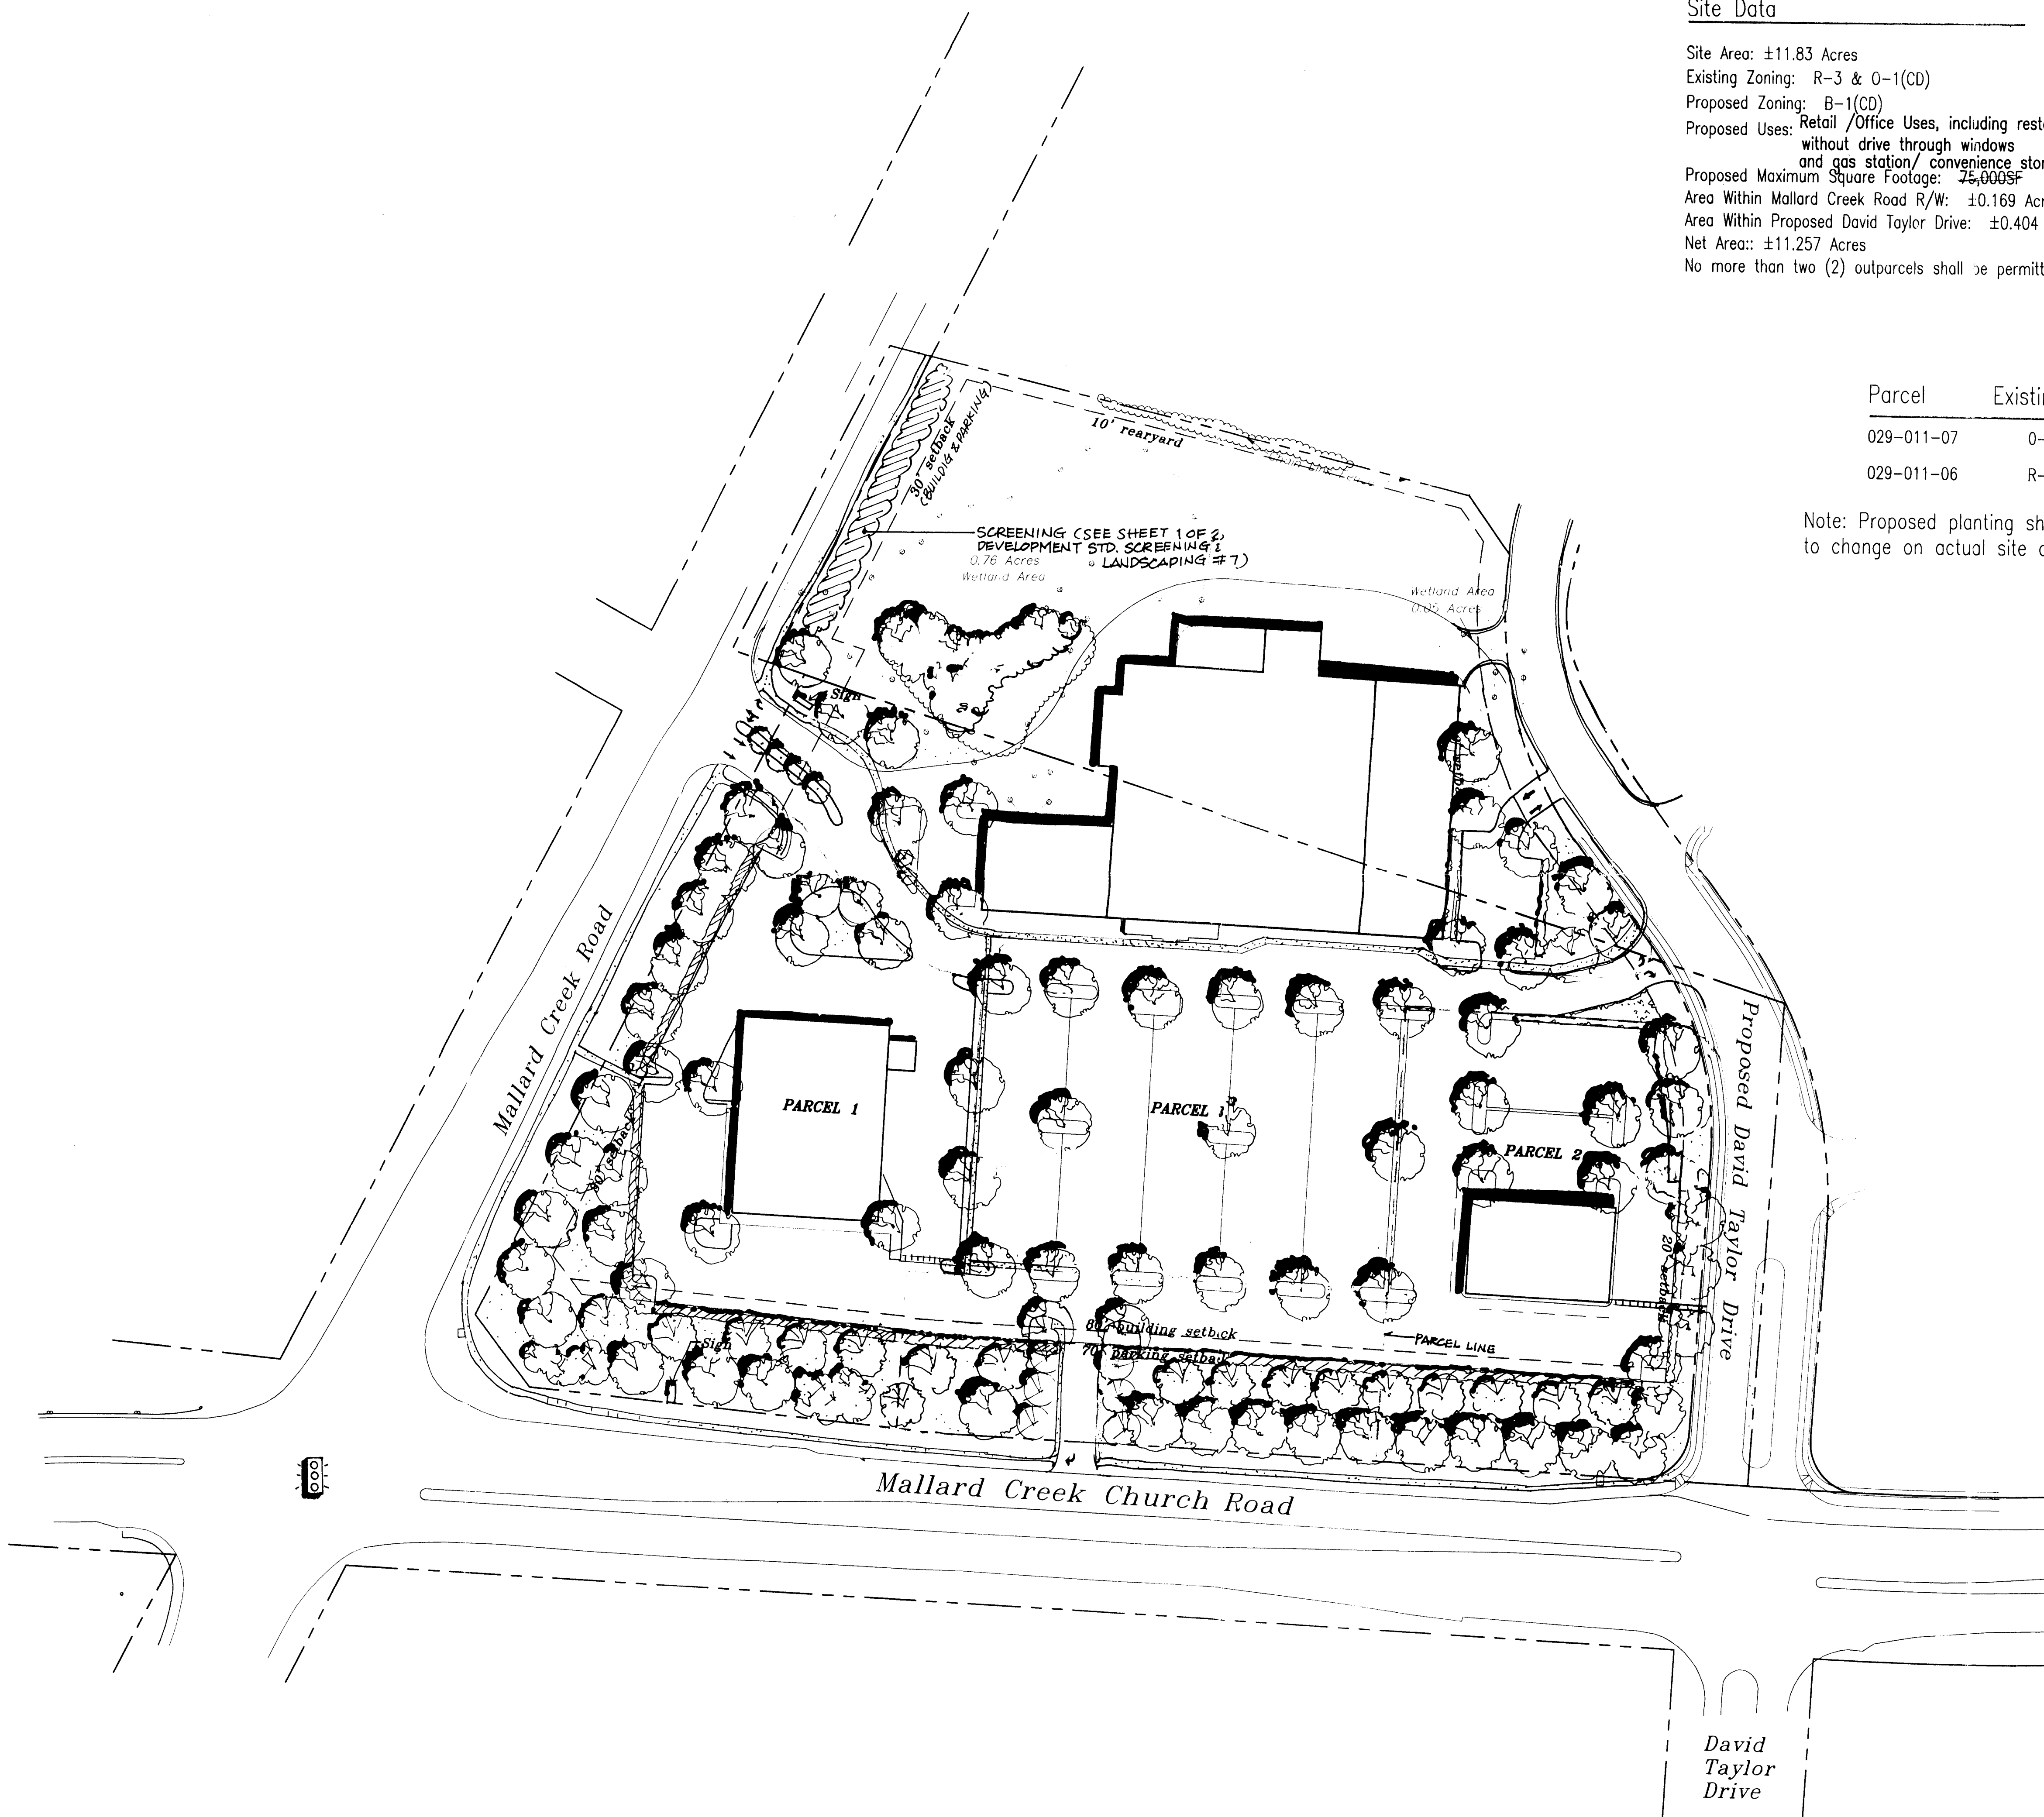 Site Data
Site Area: ±11.83 Acres
Existing Zoning: R-3 & O-1(CD)
Proposed Zoning: B-1(CD)
Proposed Uses: Retail /Office Uses, including
without drive through windows
and gas station/ convenience
Proposed Maximum Square Footage: 75,000SF
Area Within Mallard Creek Road R/W: ±0.169
Area Within Proposed David Taylor Drive: ±0.404
Net Area:: ±11.257 Acres
No more than two (2) outparcels shall be
Parcel
029-011-07
029-011-06
Note: Proposed planting
to change on actual site
10' rearyard
30' setback
(BUILDIG & PARKING)
SCREENING (SEE SHEET 1 OF 2,
DEVELOPMENT STD. SCREENING &
LANDSCAPING #7)
0.76 Acres
Wetland Area
Wetland Area
0.05 Acres
Sign
Mallard Creek Road
PARCEL 1
PARCEL
PARCEL 2
Proposed David Taylor Drive
setback
20' setback
80' building setback
70' parking setback
PARCEL LINE
Sign
Mallard Creek Church Road
David
Taylor
Drive